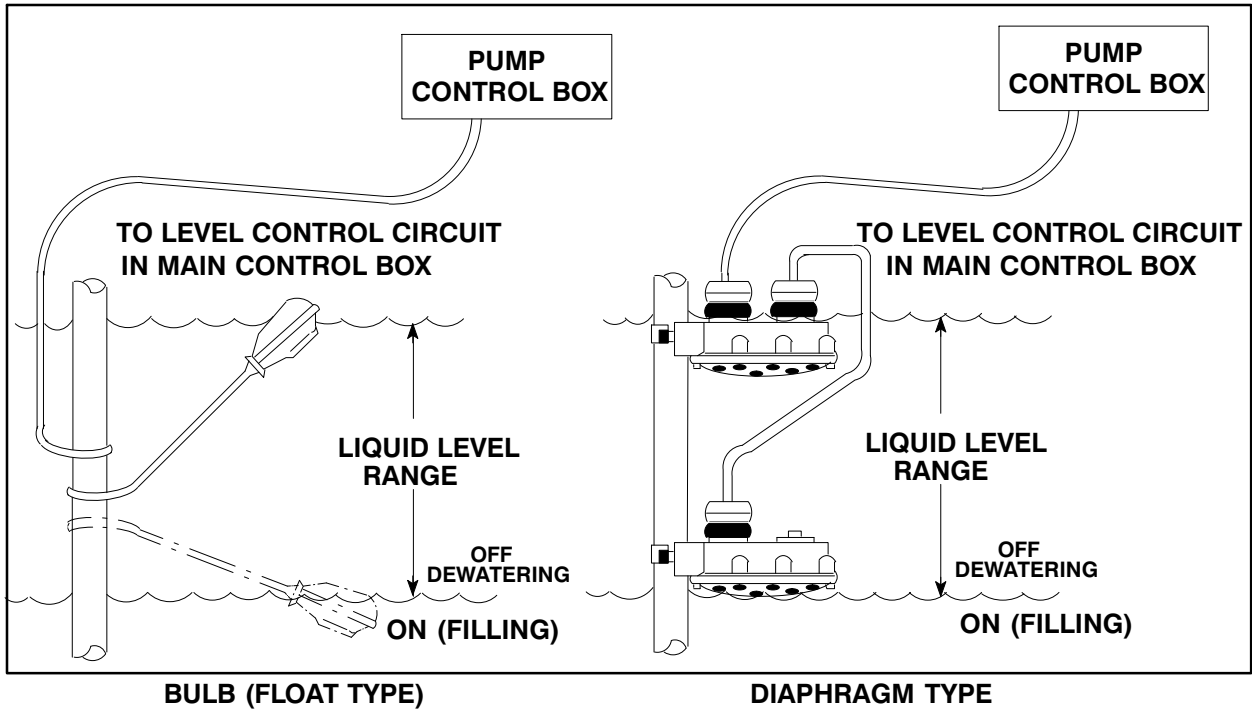 PUMP
CONTROL BOX
TO LEVEL CONTROL CIRCUIT
IN MAIN CONTROL BOX
LIQUID LEVEL
RANGE
OFF
DEWATERING
ON (FILLING)
BULB (FLOAT TYPE)
PUMP
CONTROL BOX
TO LEVEL CONTROL CIRCUIT
IN MAIN CONTROL BOX
LIQUID LEVEL
RANGE
OFF
DEWATERING
ON (FILLING)
DIAPHRAGM TYPE